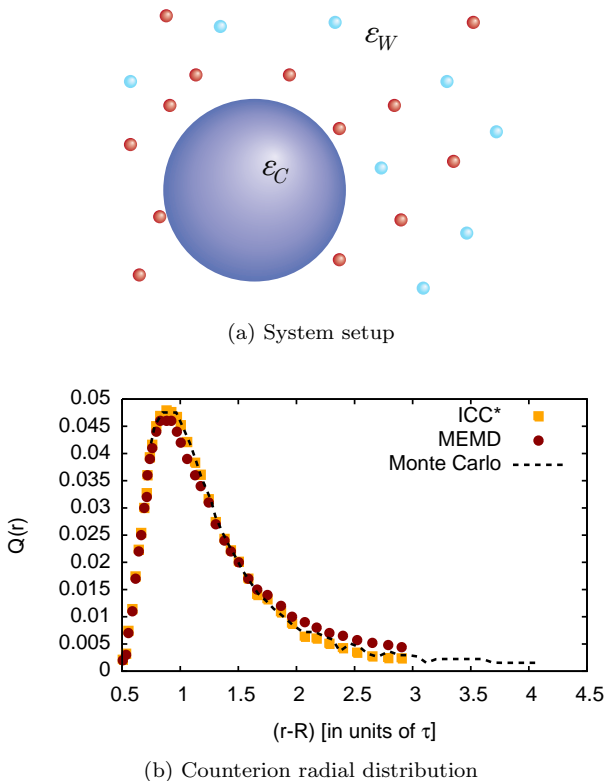 ε_W
ε_C
(a) System setup
0.05
0.045
0.04
0.035
0.03
0.025
0.02
0.015
0.01
0.005
0
Q(r)
ICC*
MEMD
Monte Carlo
0.5 1 1.5 2 2.5 3 3.5 4 4.5
(r-R) [in units of τ]
(b) Counterion radial distribution